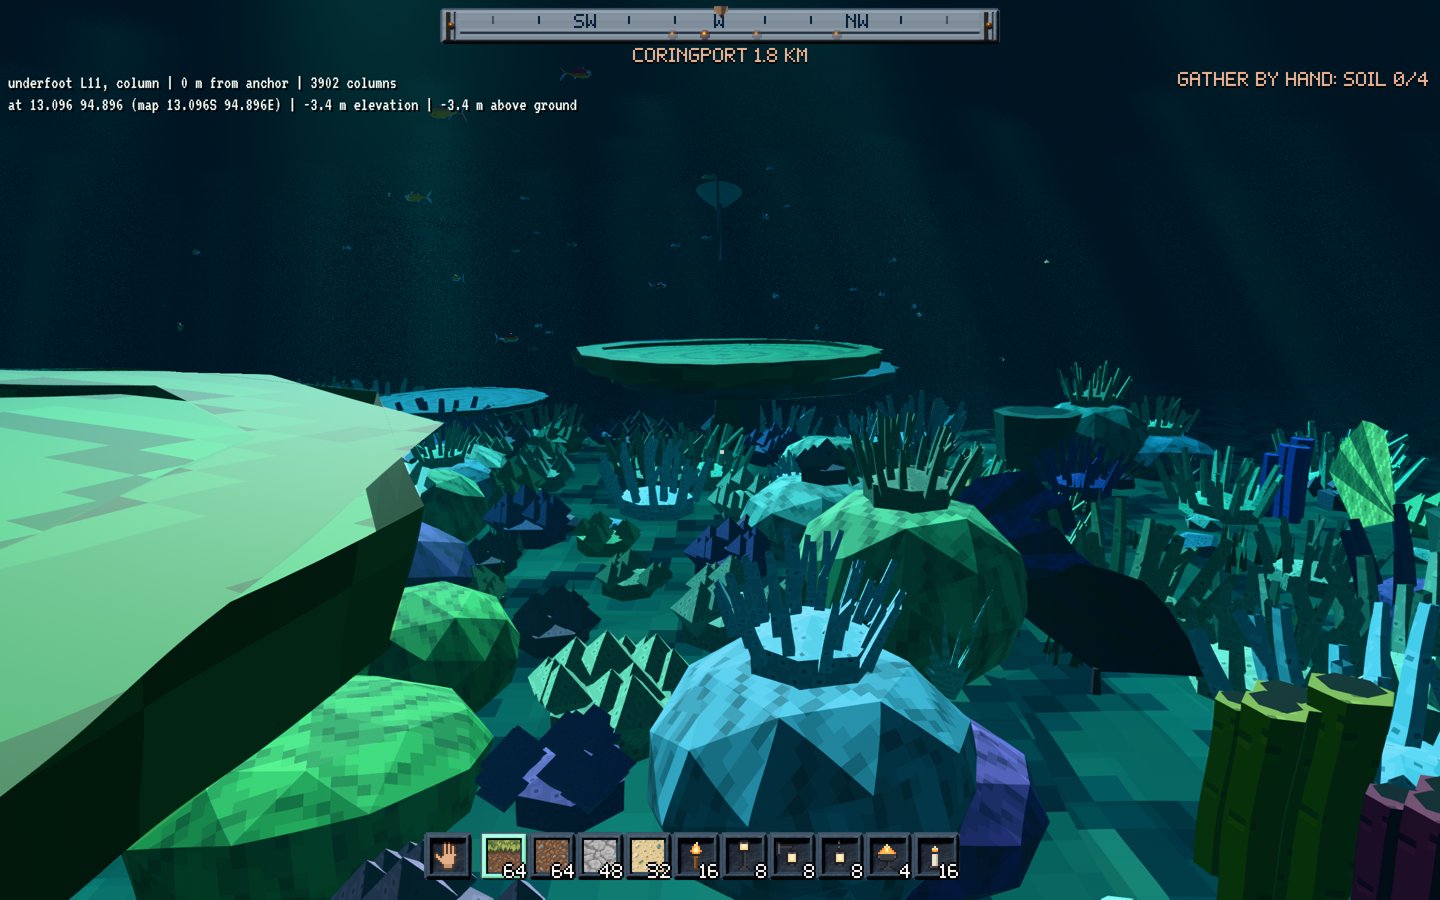 SW W NW
CORINGPORT 1.8 KM
underfoot L11, column | 0 m from anchor | 3902 columns
at 13.096 94.896 (map 13.096S 94.896E) | -3.4 m elevation | -3.4 m above ground
GATHER BY HAND: SOIL 0/4
64 64 48 32 16 8 8 8 4 16